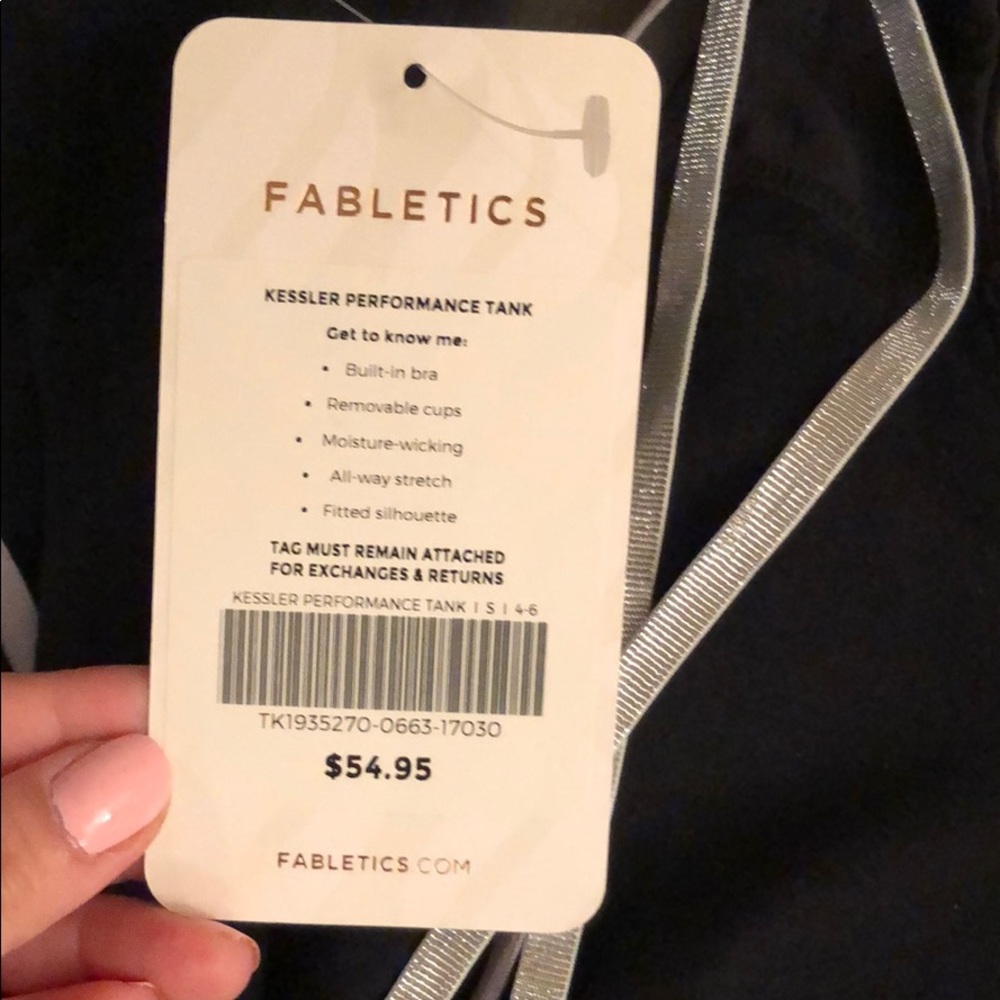 FABLETICS
KESSLER PERFORMANCE TANK
Get to know me:
• Built-in bra
• Removable cups
• Moisture-wicking
• All-way stretch
• Fitted silhouette
TAG MUST REMAIN ATTACHED
FOR EXCHANGES & RETURNS
KESSLER PERFORMANCE TANK | S | 4-6
TK1935270-0663-17030
$54.95
FABLETICS.COM